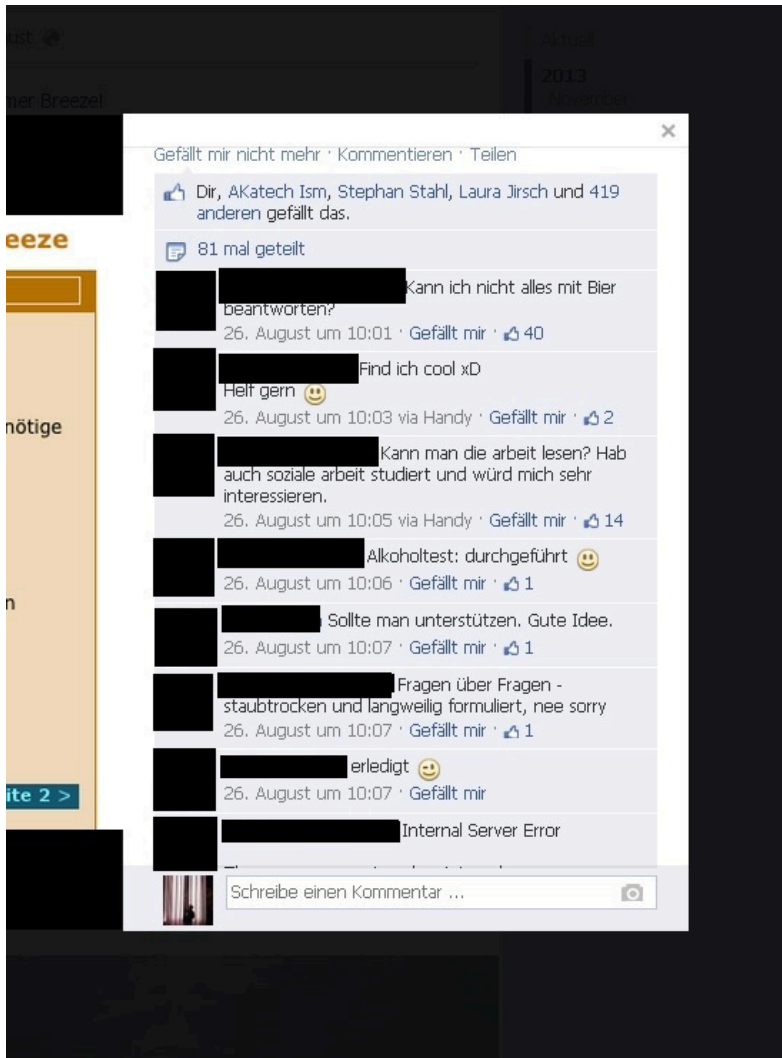 ust
Aktuell
2013
November
mer Breeze!
Gefällt mir nicht mehr · Kommentieren · Teilen
Dir, AKatech Ism, Stephan Stahl, Laura Jirsch und 419
anderen gefällt das.
eeze
81 mal geteilt
Kann ich nicht alles mit Bier
beantworten?
26. August um 10:01 · Gefällt mir · 40
Find ich cool xD
Helf gern
26. August um 10:03 via Handy · Gefällt mir · 2
nötige
Kann man die arbeit lesen? Hab
auch soziale arbeit studiert und würd mich sehr
interessieren.
26. August um 10:05 via Handy · Gefällt mir · 14
Alkoholtest: durchgeführt
26. August um 10:06 · Gefällt mir · 1
n
Sollte man unterstützen. Gute Idee.
26. August um 10:07 · Gefällt mir · 1
Fragen über Fragen -
staubtrocken und langweilig formuliert, nee sorry
26. August um 10:07 · Gefällt mir · 1
erledigt
26. August um 10:07 · Gefällt mir
ite 2 >
Internal Server Error
Schreibe einen Kommentar ...